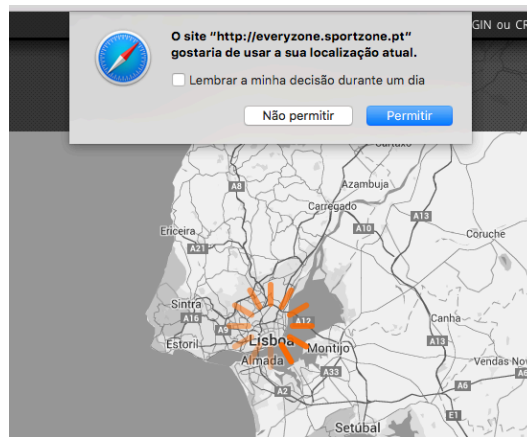 GIN ou CR
O site “http://everyzone.sportzone.pt”
gostaria de usar a sua localização atual.
Lembrar a minha decisão durante um dia
Não permitir
Permitir
Cartaxo
A8
Azambuja
Carregado
A10
A13
Coruche
Ericeira
A21
Sintra
A16
A9
A12
Canha
Estoril
Lisboa
Montijo
A13
Almada
A33
Vendas Nov
A2
A6
A6
E1
Setúbal